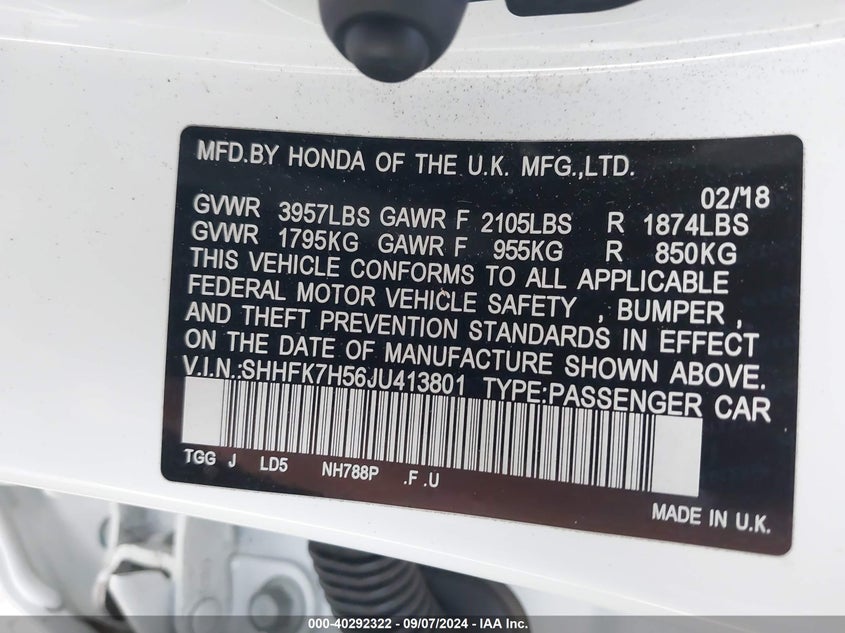 MFD.BY HONDA OF THE U.K. MFG.,LTD.
02/18
GVWR 3957LBS GAWR F 2105LBS R 1874LBS
GVWR 1795KG GAWR F 955KG R 850KG
THIS VEHICLE CONFORMS TO ALL APPLICABLE
FEDERAL MOTOR VEHICLE SAFETY , BUMPER ,
AND THEFT PREVENTION STANDARDS IN EFFECT
ON THE DATE OF MANUFACTURE SHOWN ABOVE.
V.I.N.:SHHFK7H56JU413801 TYPE:PASSENGER CAR
TGG J LD5 NH788P .F .U
MADE IN U.K.
000-40292322 - 09/07/2024 - IAA Inc.